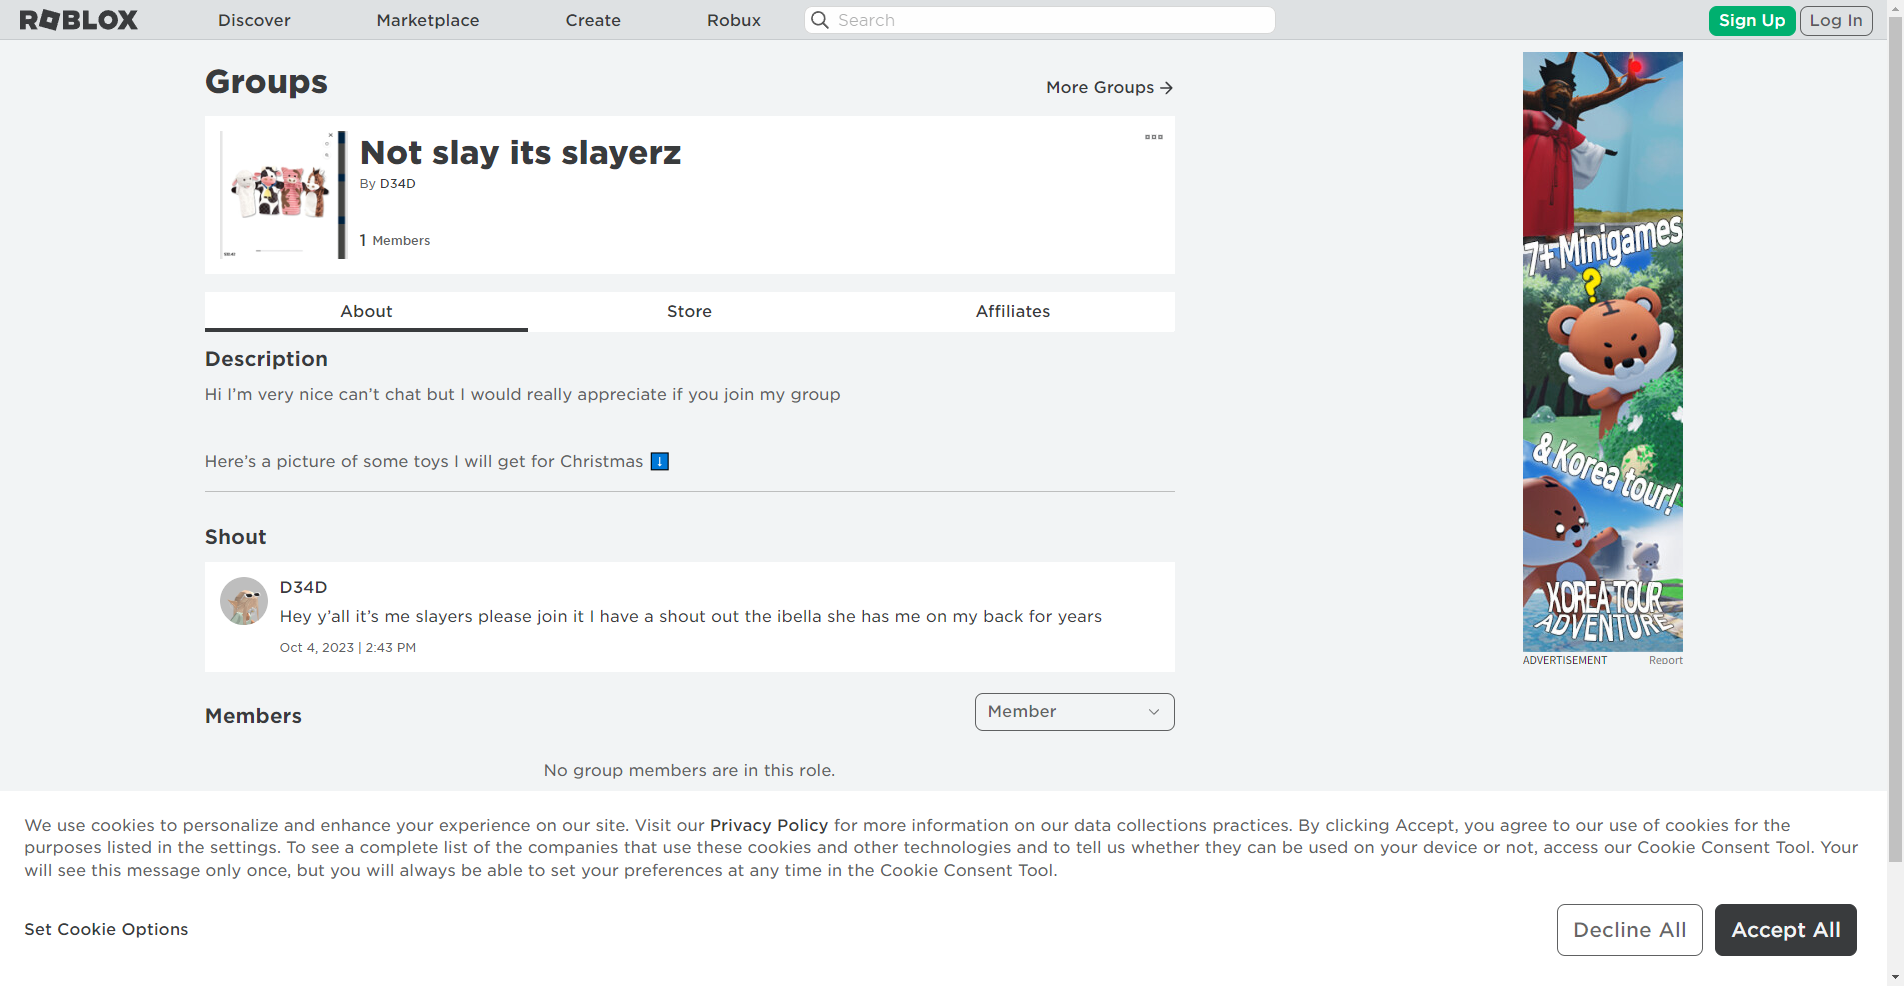 ROBLOX Discover Marketplace Create Robux Search Sign Up Log In
Groups
More Groups →
Not slay its slayerz
By D34D
1 Members
About Store Affiliates
Description
Hi I’m very nice can’t chat but I would really appreciate if you join my group
Here’s a picture of some toys I will get for Christmas ⬇️
Shout
D34D
Hey y’all it’s me slayers please join it I have a shout out the ibella she has me on my back for years
Oct 4, 2023 | 2:43 PM
Members
Member
No group members are in this role.
7+ Minigames
?
& Korea tour!
KOREA TOUR
ADVENTURE
ADVERTISEMENT Report
We use cookies to personalize and enhance your experience on our site. Visit our Privacy Policy for more information on our data collections practices. By clicking Accept, you agree to our use of cookies for the
purposes listed in the settings. To see a complete list of the companies that use these cookies and other technologies and to tell us whether they can be used on your device or not, access our Cookie Consent Tool. Your
will see this message only once, but you will always be able to set your preferences at any time in the Cookie Consent Tool.
Set Cookie Options
Decline All
Accept All